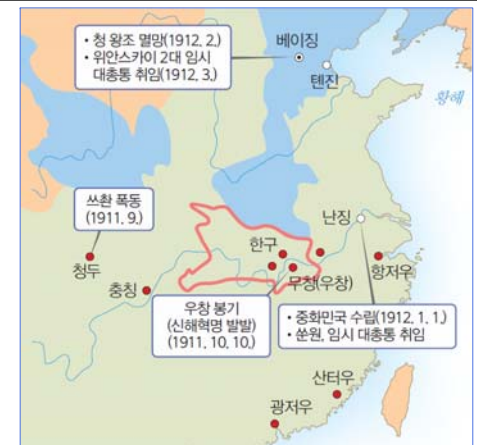 • 청 왕조 멸망(1912. 2.)
• 위안스카이 2대 임시
대총통 취임(1912. 3.)
베이징
톈진
황해
쓰촨 폭동
(1911. 9.)
청두
충칭
한구
난징
무창(우창)
항저우
우창 봉기
(신해혁명 발발)
(1911. 10. 10.)
• 중화민국 수립(1912. 1. 1.)
• 쑨원, 임시 대총통 취임
산터우
광저우